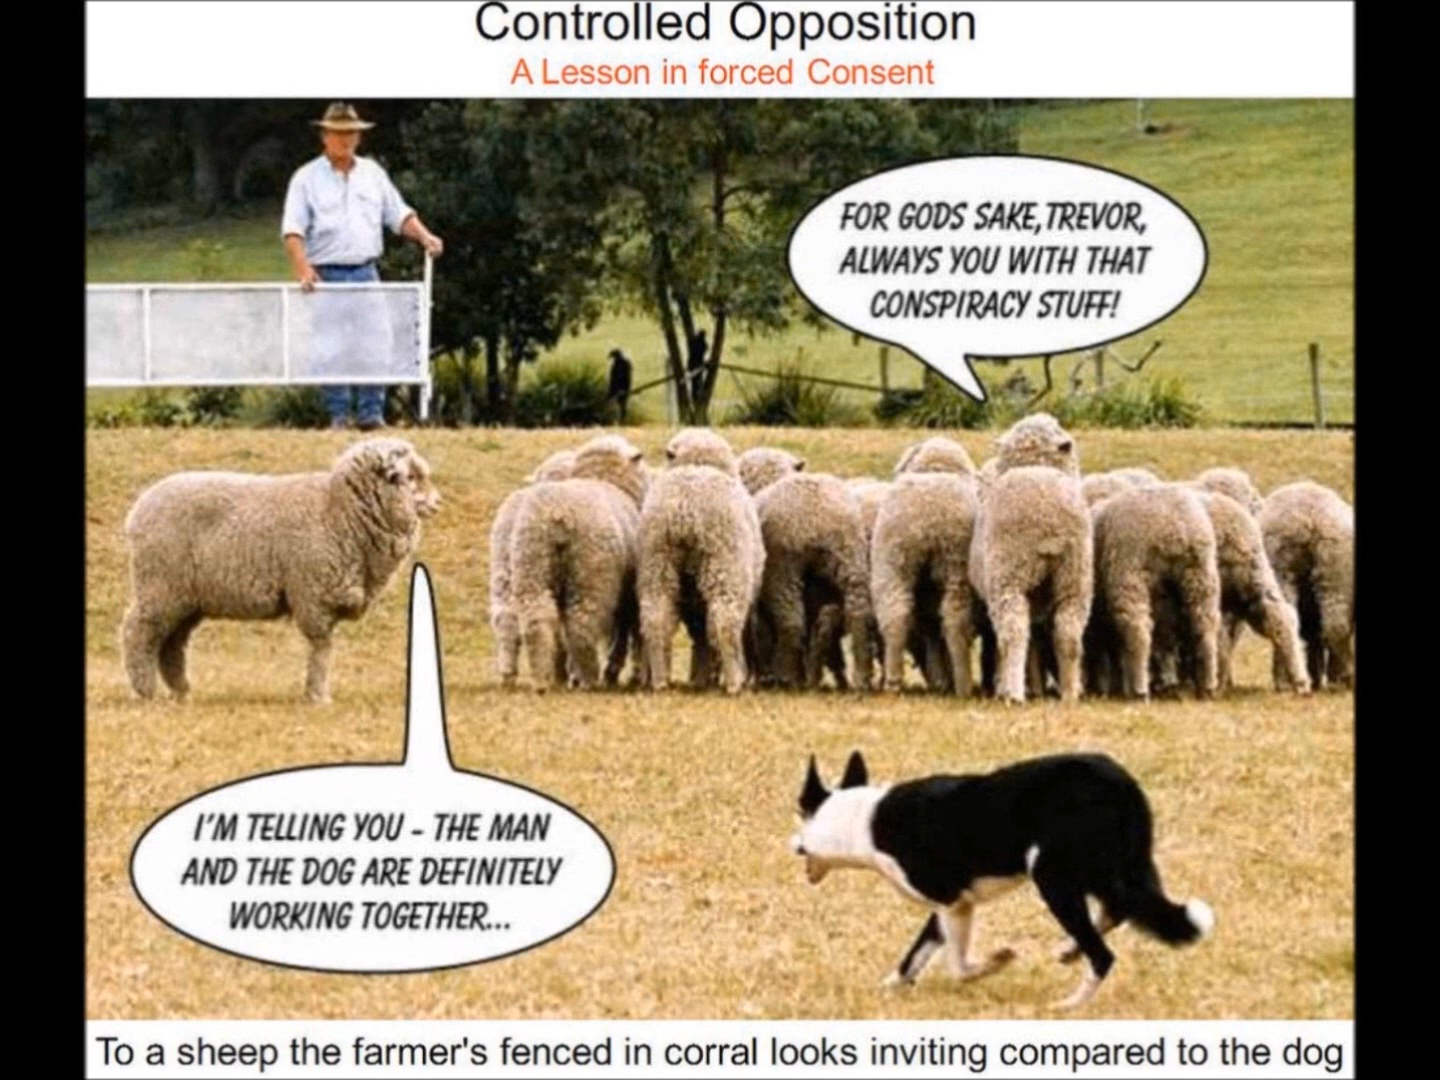 Controlled Opposition
A Lesson in forced Consent
FOR GODS SAKE, TREVOR,
ALWAYS YOU WITH THAT
CONSPIRACY STUFF!
I'M TELLING YOU - THE MAN
AND THE DOG ARE DEFINITELY
WORKING TOGETHER...
To a sheep the farmer's fenced in corral looks inviting compared to the dog